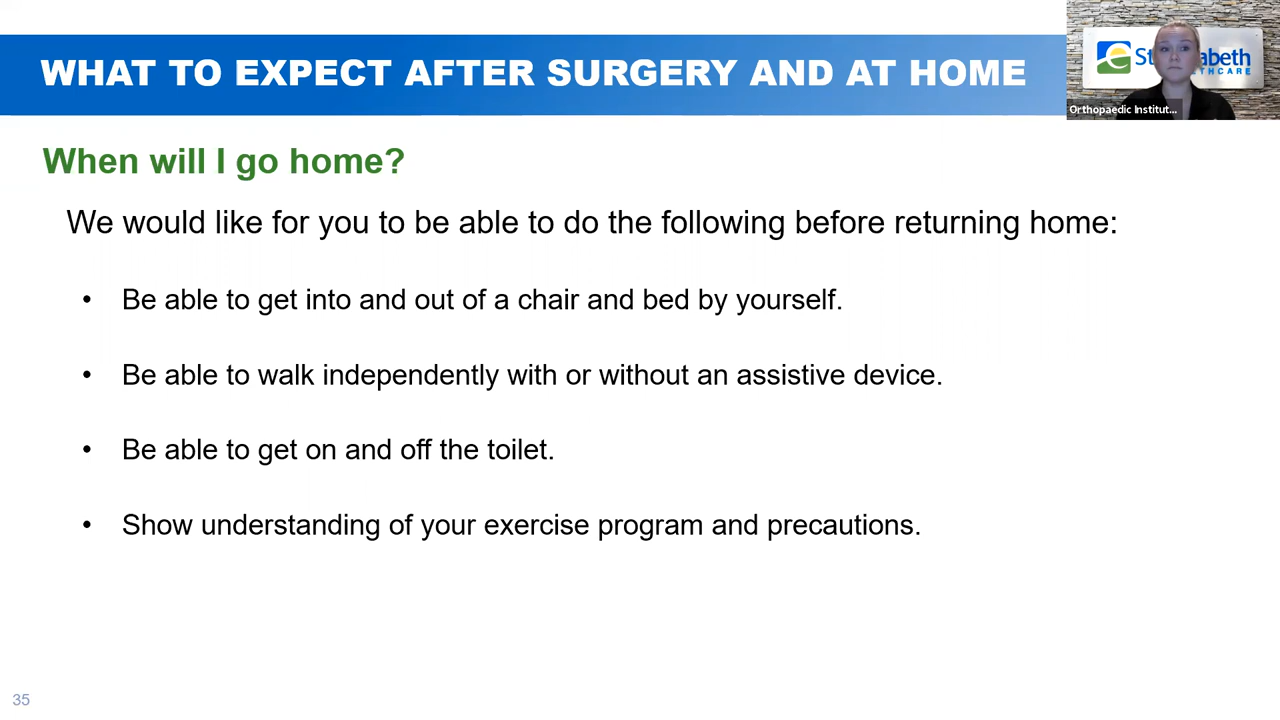 WHAT TO EXPECT AFTER SURGERY AND AT HOME
St
abeth
THCARE
Orthopaedic Institut...
When will I go home?
We would like for you to be able to do the following before returning home:
• Be able to get into and out of a chair and bed by yourself.
• Be able to walk independently with or without an assistive device.
• Be able to get on and off the toilet.
• Show understanding of your exercise program and precautions.
35